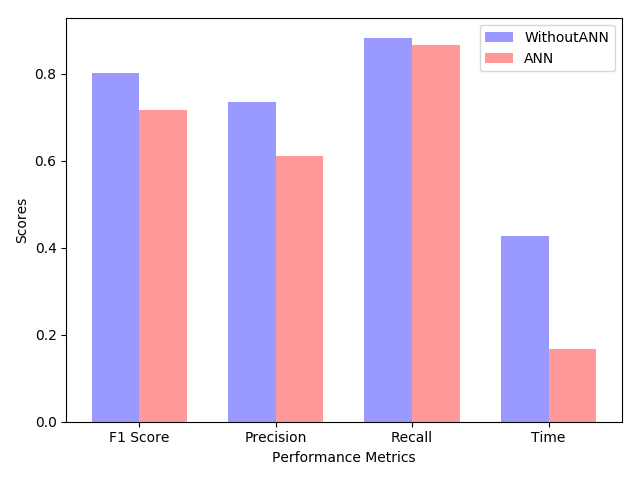 WithoutANN
ANN
0.8
0.6
0.4
0.2
0.0
Scores
F1 Score
Precision
Recall
Time
Performance Metrics